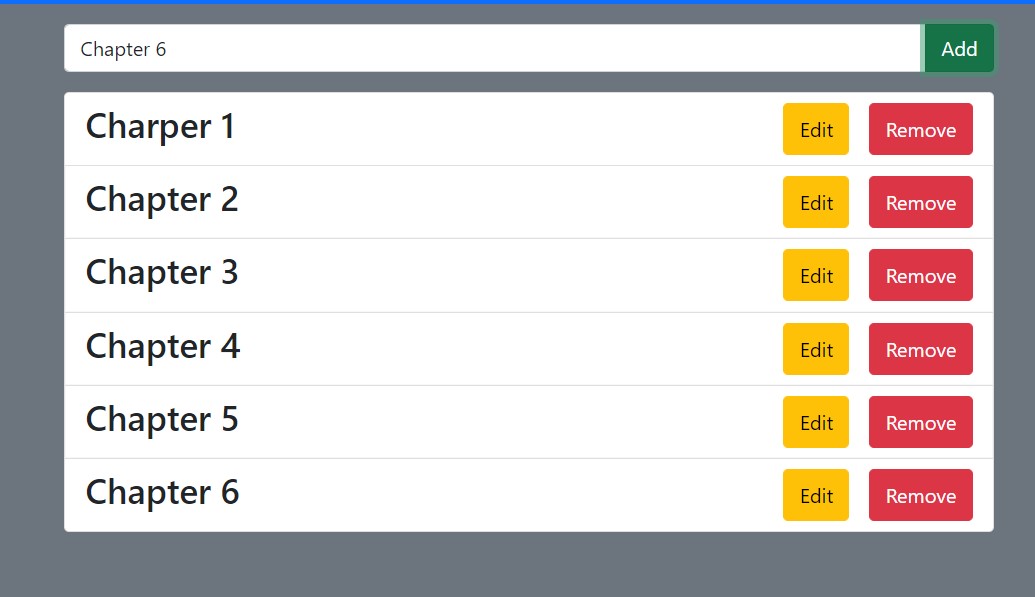 Chapter 6 Add
Charper 1 Edit Remove
Chapter 2 Edit Remove
Chapter 3 Edit Remove
Chapter 4 Edit Remove
Chapter 5 Edit Remove
Chapter 6 Edit Remove